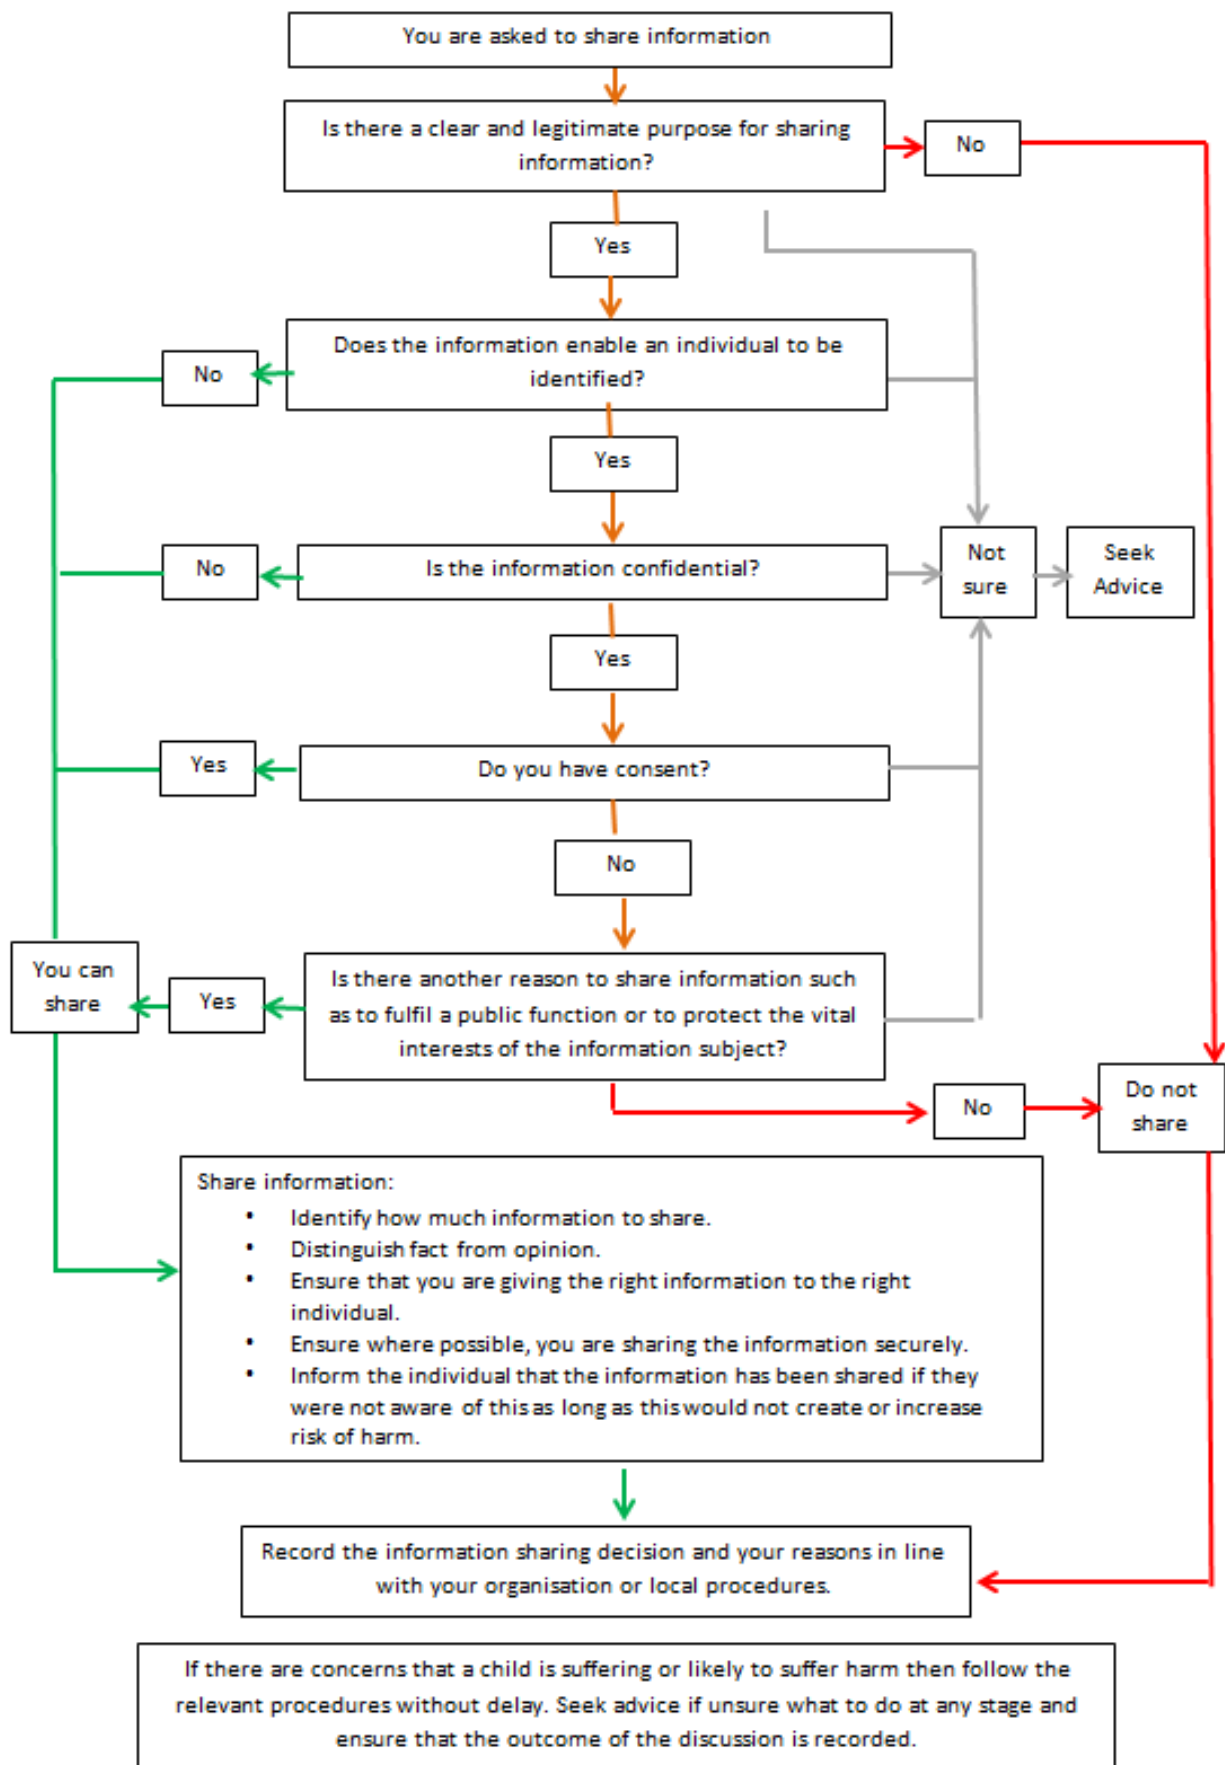 You are asked to share information
Is there a clear and legitimate purpose for sharing
information?
No
Yes
Does the information enable an individual to be
identified?
No
Yes
Is the information confidential?
No
Not
sure
Seek
Advice
Yes
Do you have consent?
Yes
No
Is there another reason to share information such
as to fulfil a public function or to protect the vital
interests of the information subject?
Yes
You can
share
No
Do not
share
Share information:
• Identify how much information to share.
• Distinguish fact from opinion.
• Ensure that you are giving the right information to the right
individual.
• Ensure where possible, you are sharing the information securely.
• Inform the individual that the information has been shared if they
were not aware of this as long as this would not create or increase
risk of harm.
Record the information sharing decision and your reasons in line
with your organisation or local procedures.
If there are concerns that a child is suffering or likely to suffer harm then follow the
relevant procedures without delay. Seek advice if unsure what to do at any stage and
ensure that the outcome of the discussion is recorded.